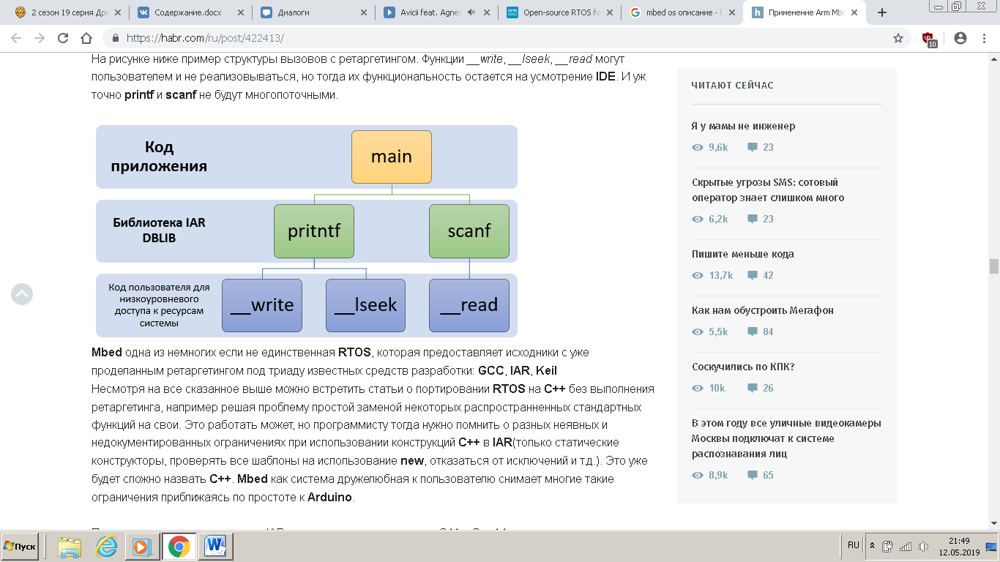 2 сезон 19 серия Дре
Содержание.docx
Диалоги
Avicii feat. Agnes
Open-source RTOS fo
mbed os описание - 
Применение Arm Mbe
https://habr.com/ru/post/422413/
10
На рисунке ниже пример структуры вызовов с ретаргетингом. Функции __write, __lseek, __read могут
пользователем и не реализовываться, но тогда их функциональность остается на усмотрение IDE. И уж
точно printf и scanf не будут многопоточными.
Код
приложения
main
Библиотека IAR
DBLIB
pritntf
scanf
Код пользователя для
низкоуровневого
доступа к ресурсам
системы
__write
__lseek
__read
Mbed одна из немногих если не единственная RTOS, которая предоставляет исходники с уже
проделанным ретаргетингом под триаду известных средств разработки: GCC, IAR, Keil
Несмотря на все сказанное выше можно встретить статьи о портировании RTOS на C++ без выполнения
ретаргетинга, например решая проблему простой заменой некоторых распространненных стандартных
функций на свои. Это работать может, но программисту тогда нужно помнить о разных неявных и
недокументированных ограничениях при использовании конструкций C++ в IAR(только статические
конструкторы, проверять все шаблоны на использование new, отказаться от исключений и т.д.). Это уже
будет сложно назвать C++. Mbed как система дружелюбная к пользователю снимает многие такие
ограничения приближаясь по простоте к Arduino.
ЧИТАЮТ СЕЙЧАС
Я у мамы не инженер
9,6k 23
Скрытые угрозы SMS: сотовый
оператор знает слишком много
6,2k 23
Пишите меньше кода
13,7k 42
Как нам обустроить Мегафон
5,5k 84
Соскучились по КПК?
10k 26
В этом году все уличные видеокамеры
Москвы подключат к системе
распознавания лиц
8,9k 65
Пуск
RU
21:49
12.05.2019